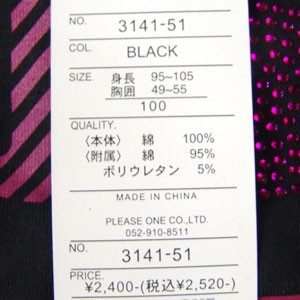 NO. 3141-51
COL. BLACK
SIZE. 身長 95~105
胸囲 49~55
100
QUALITY.
〈本体〉 綿 100%
〈附属〉 綿 95%
ポリウレタン 5%
MADE IN CHINA
PLEASE ONE CO.,LTD.
052-910-8511
NO. 3141-51
PRICE.
¥2,400-(税込¥2,520-)